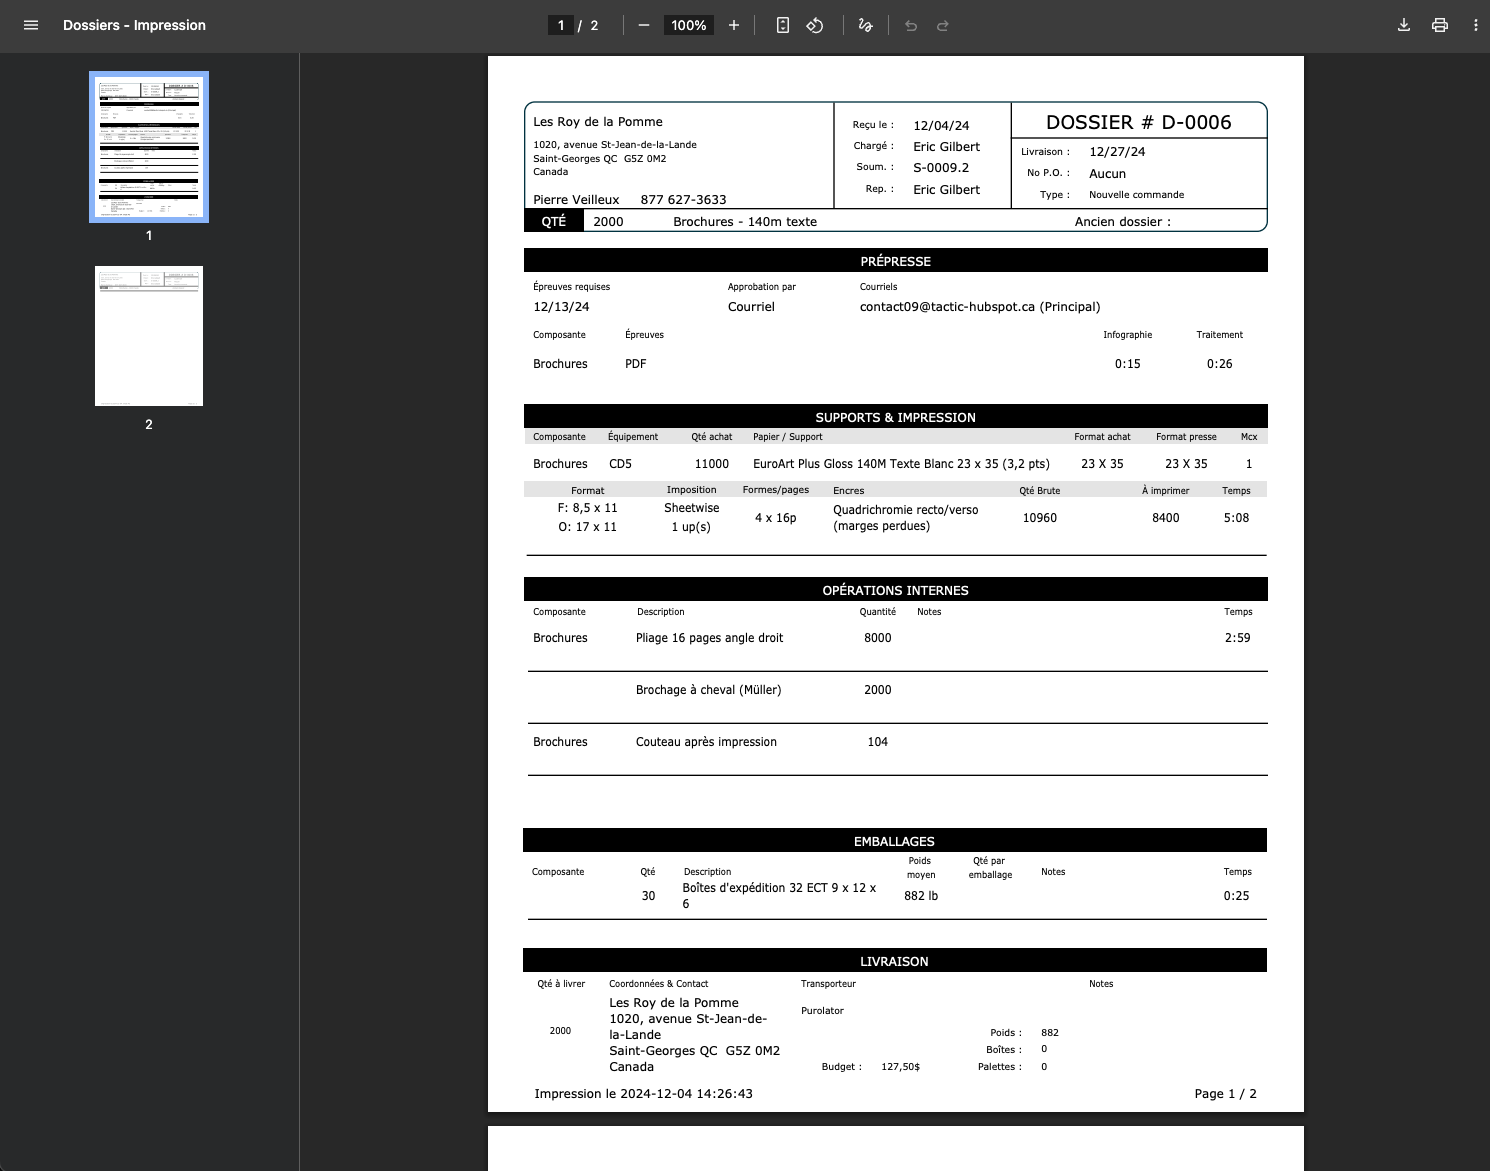 Dossiers - Impression
1 / 2
100%
1
2
Les Roy de la Pomme
1020, avenue St-Jean-de-la-Lande
Saint-Georges QC G5Z 0M2
Canada
Pierre Veilleux 877 627-3633
Reçu le : 12/04/24
Chargé : Eric Gilbert
Soum. : S-0009.2
Rep. : Eric Gilbert
DOSSIER # D-0006
Livraison : 12/27/24
No P.O. : Aucun
Type : Nouvelle commande
QTÉ 2000 Brochures - 140m texte Ancien dossier :
PRÉPRESSE
Épreuves requises Approbation par Courriels
12/13/24 Courriel contact09@tactic-hubspot.ca (Principal)
Composante Épreuves Infographie Traitement
Brochures PDF 0:15 0:26
SUPPORTS & IMPRESSION
Composante Équipement Qté achat Papier / Support Format achat Format presse Mcx
Brochures CD5 11000 EuroArt Plus Gloss 140M Texte Blanc 23 x 35 (3,2 pts) 23 X 35 23 X 35 1
Format Imposition Formes/pages Encres Qté Brute À imprimer Temps
F: 8,5 x 11 Sheetwise 4 x 16p Quadrichromie recto/verso 10960 8400 5:08
O: 17 x 11 1 up(s) (marges perdues)
OPÉRATIONS INTERNES
Composante Description Quantité Notes Temps
Brochures Pliage 16 pages angle droit 8000 2:59
Brochage à cheval (Müller) 2000
Brochures Couteau après impression 104
EMBALLAGES
Composante Qté Description Poids moyen Qté par emballage Notes Temps
30 Boîtes d'expédition 32 ECT 9 x 12 x 882 lb 0:25
6
LIVRAISON
Qté à livrer Coordonnées & Contact Transporteur Notes
2000
Les Roy de la Pomme
1020, avenue St-Jean-de-
la-Lande
Saint-Georges QC G5Z 0M2
Canada
Purolator
Budget : 127,50$
Poids : 882
Boîtes : 0
Palettes : 0
Impression le 2024-12-04 14:26:43 Page 1 / 2